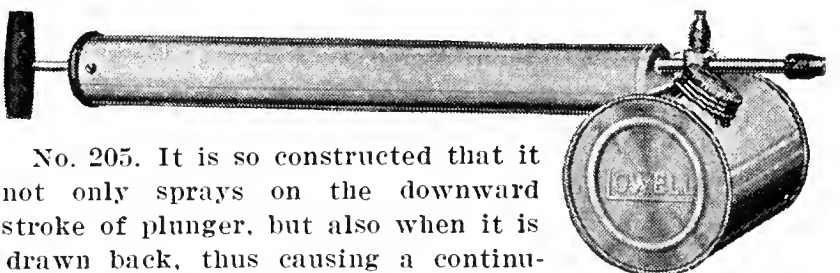 LOWELL
No. 205. It is so constructed that it
not only sprays on the downward
stroke of plunger, but also when it is
drawn back, thus causing a continu-